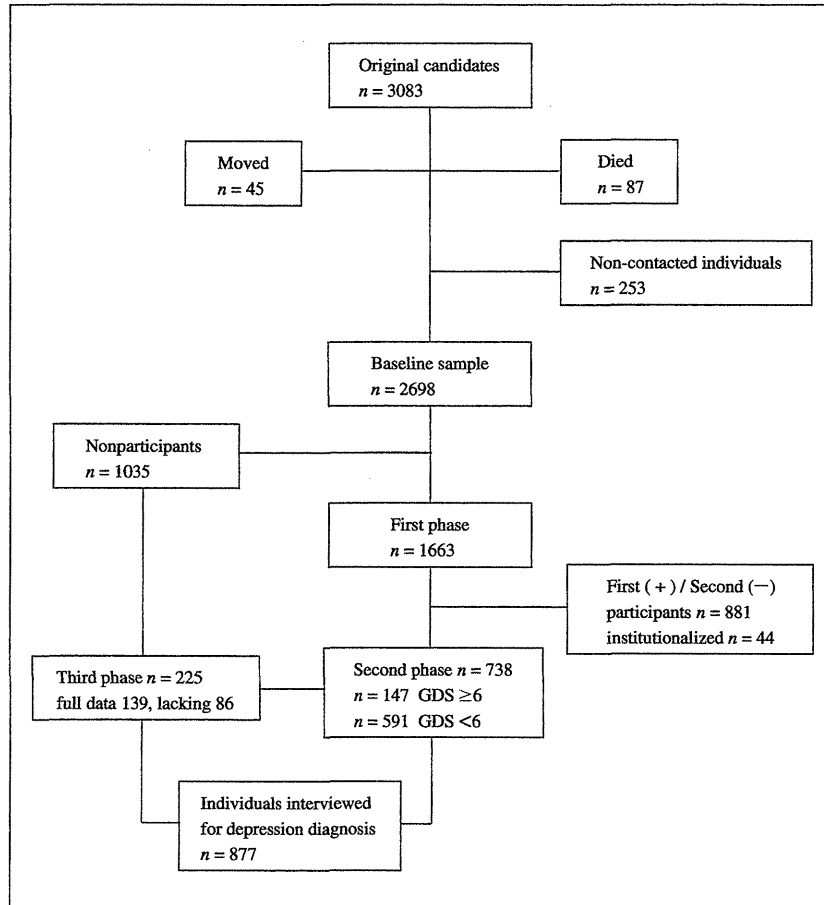 Original candidates
n = 3083
Moved
n = 45
Died
n = 87
Non-contacted individuals
n = 253
Baseline sample
n = 2698
Nonparticipants
n = 1035
First phase
n = 1663
First ( + ) / Second (—)
participants n = 881
institutionalized n = 44
Third phase n = 225
full data 139, lacking 86
Second phase n = 738
n = 147 GDS ≥6
n = 591 GDS <6
Individuals interviewed
for depression diagnosis
n = 877